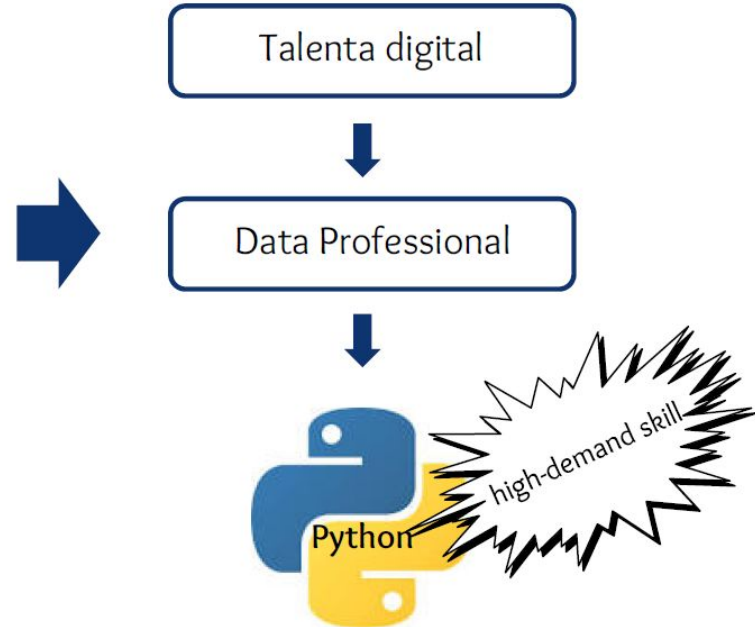 Talenta digital
Data Professional
high-demand skill
Python